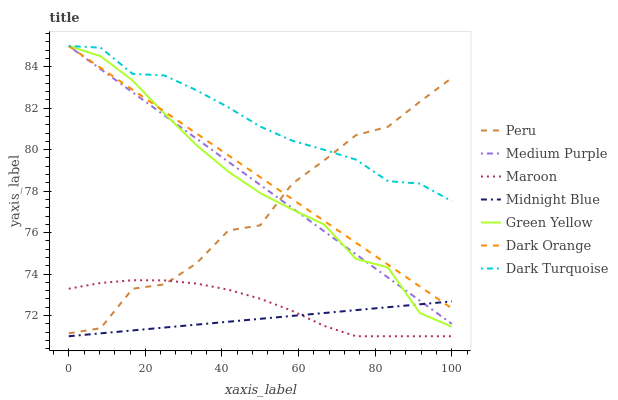 title
84
82
80
78
76
74
72
0
20
40
60
80
100
xaxis_label
yaxis_label
Peru
Medium Purple
Maroon
Midnight Blue
Green Yellow
Dark Orange
Dark Turquoise